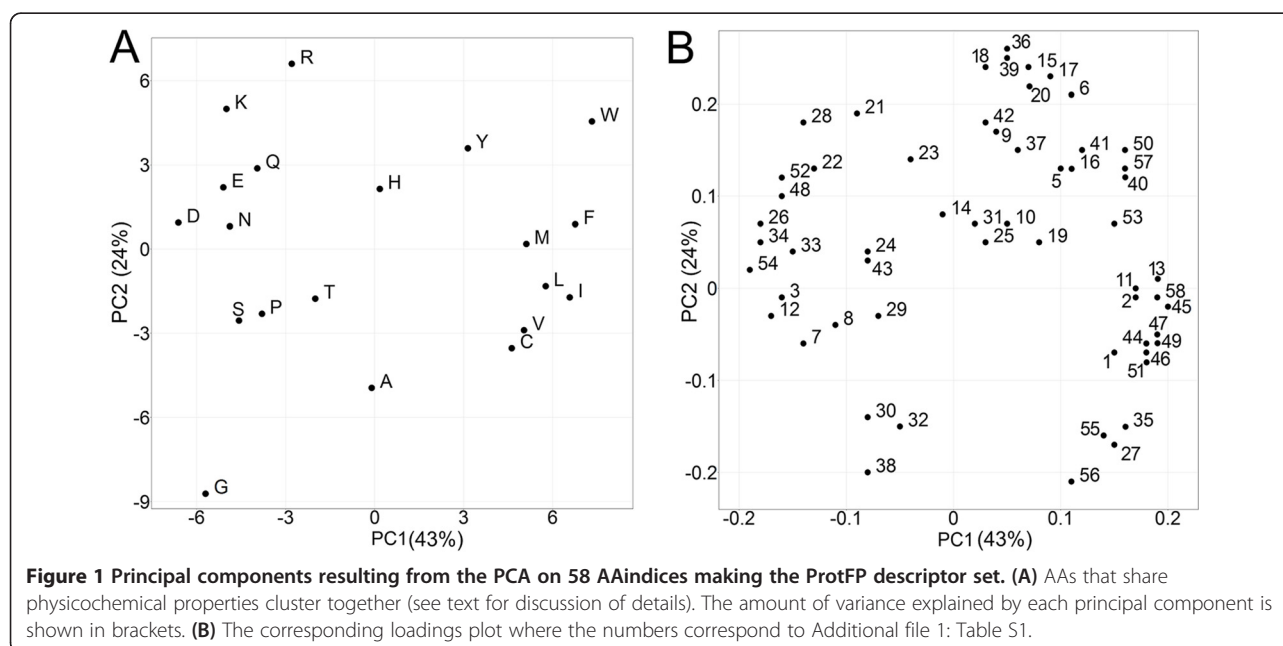 A
R
K
W
Y
Q
E
H
D
N
F
M
L
I
T
S
P
V
C
A
G
6
3
0
-3
-6
-9
-6
-3
0
3
6
PC2 (24%)
PC1(43%)
B
36
18
15
39
17
20
6
28
21
42
9
37
41
50
23
22
16
57
52
5
40
48
14
31
10
53
26
25
19
34
33
24
43
54
13
11
3
2
58
45
12
8
29
47
7
44
49
1
46
51
30
32
35
55
27
38
56
0.2
0.1
0
-0.1
-0.2
-0.2
-0.1
0
0.1
0.2
PC2 (24%)
PC1(43%)
Figure 1 Principal components resulting from the PCA on 58 AAindices making the ProtFP descriptor set. (A) AAs that share
physicochemical properties cluster together (see text for discussion of details). The amount of variance explained by each principal component is
shown in brackets. (B) The corresponding loadings plot where the numbers correspond to Additional file 1: Table S1.